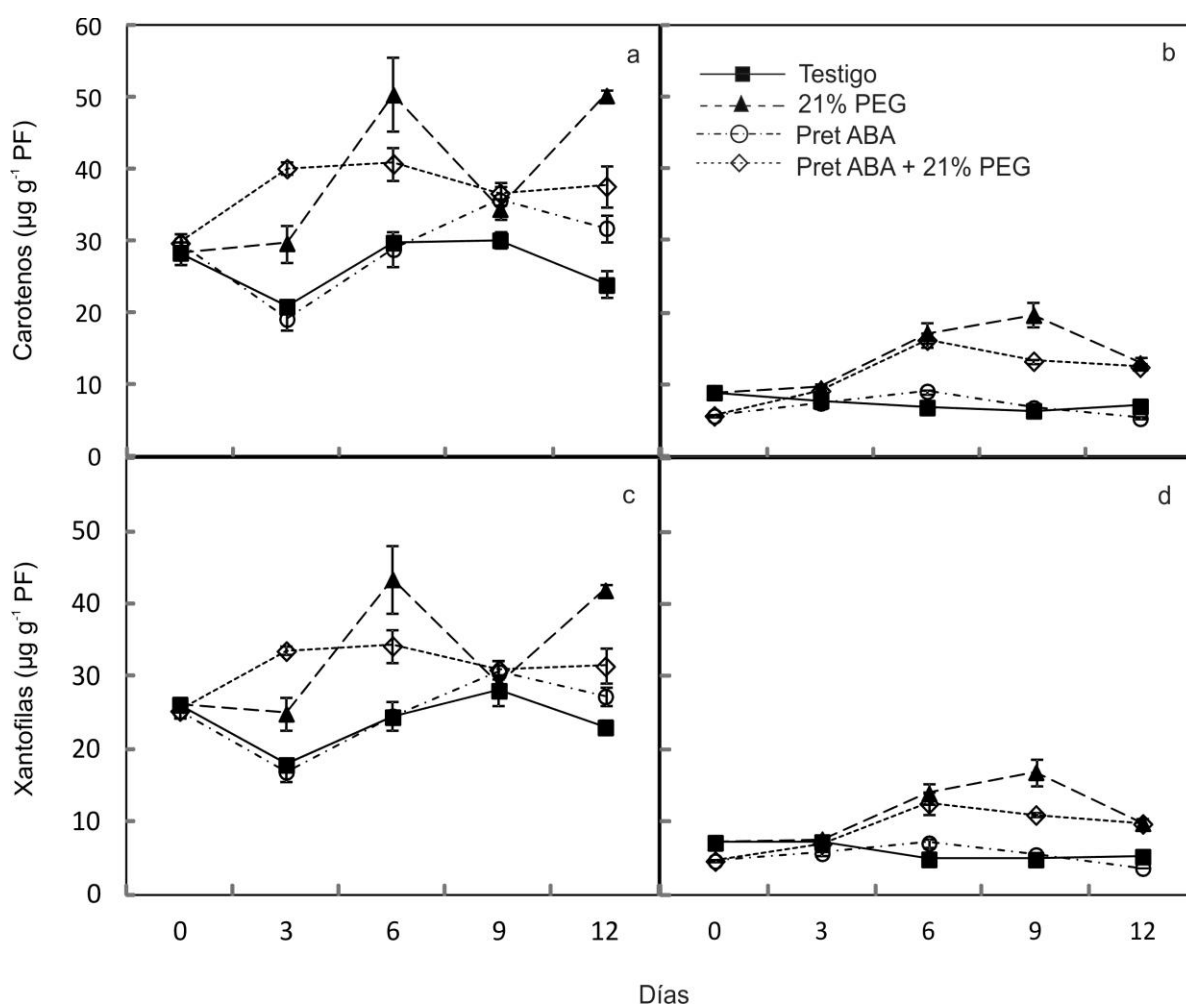 60
50
40
30
20
10
0
Carotenos (µg g⁻¹ PF)
a
b
Testigo
21% PEG
Pret ABA
Pret ABA + 21% PEG
50
40
30
20
10
0
Xantofilas (µg g⁻¹ PF)
c
d
0 3 6 9 12 0 3 6 9 12
Días